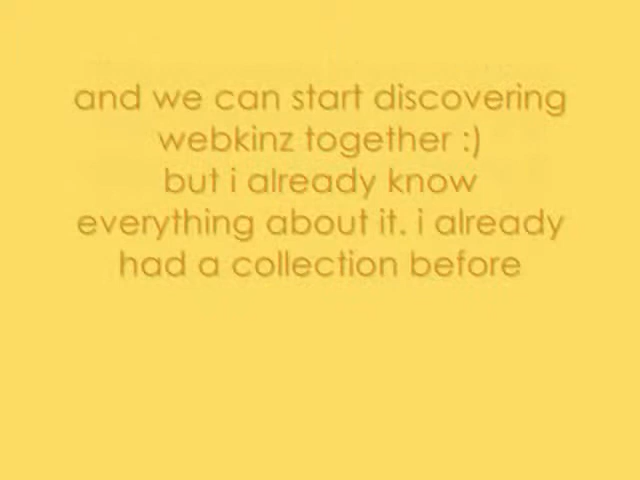 and we can start discovering
webkinz together :)
but i already know
everything about it. i already
had a collection before